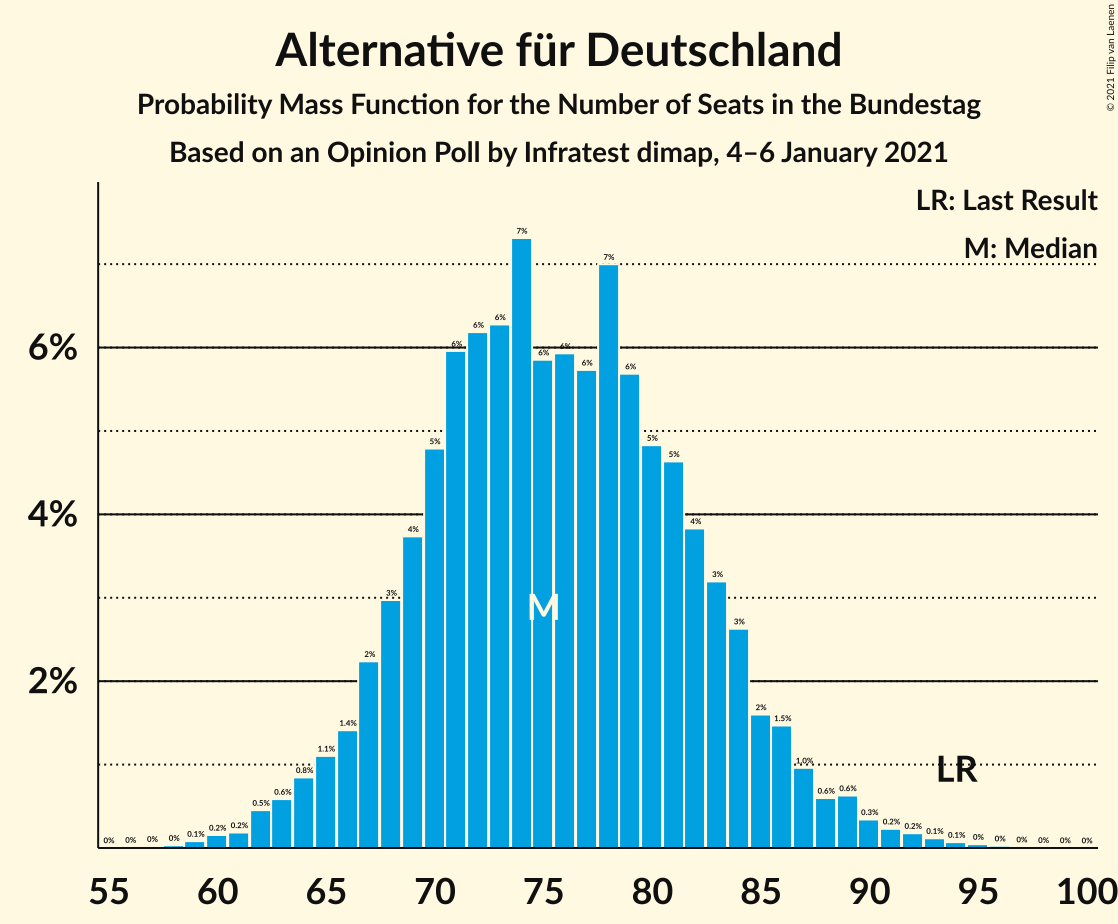 Alternative für Deutschland
Probability Mass Function for the Number of Seats in the Bundestag
Based on an Opinion Poll by Infratest dimap, 4–6 January 2021
© 2021 Filip van Laenen
LR: Last Result
M: Median
6%
4%
2%
0% 0% 0% 0% 0.1% 0.2% 0.2% 0.5% 0.6% 0.8% 1.1% 1.4% 2% 3% 4% 5% 6% 6% 6% 7% 6% 6% 6% 7% 6% 5% 5% 4% 3% 3% 2% 1.5% 1.0% 0.6% 0.6% 0.3% 0.2% 0.2% 0.1% 0.1% 0% 0% 0% 0% 0% 0%
M
LR
55 60 65 70 75 80 85 90 95 100